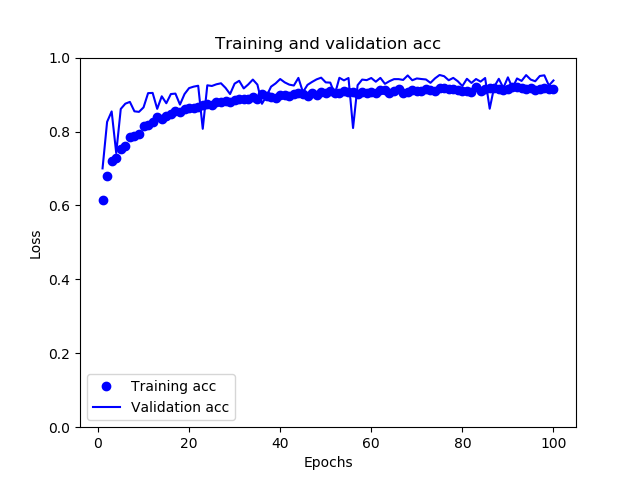 Training and validation acc
1.0
0.8
0.6
0.4
0.2
0.0
Loss
Training acc
Validation acc
0 20 40 60 80 100
Epochs